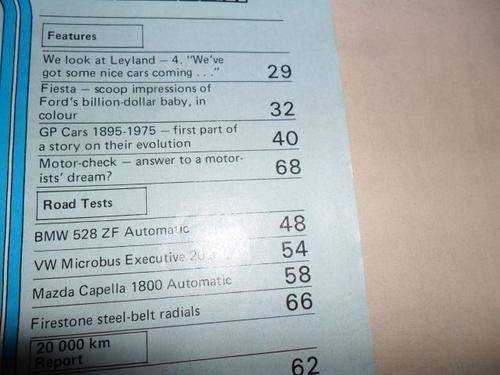 Features
We look at Leyland — 4. "We've
got some nice cars coming . . ." 29
Fiesta — scoop impressions of
Ford's billion-dollar baby, in
colour 32
GP Cars 1895-1975 — first part of
a story on their evolution 40
Motor-check — answer to a motor-
ists' dream? 68
Road Tests
BMW 528 ZF Automatic 48
VW Microbus Executive 54
Mazda Capella 1800 Automatic 58
Firestone steel-belt radials 66
20 000 km
Report
62